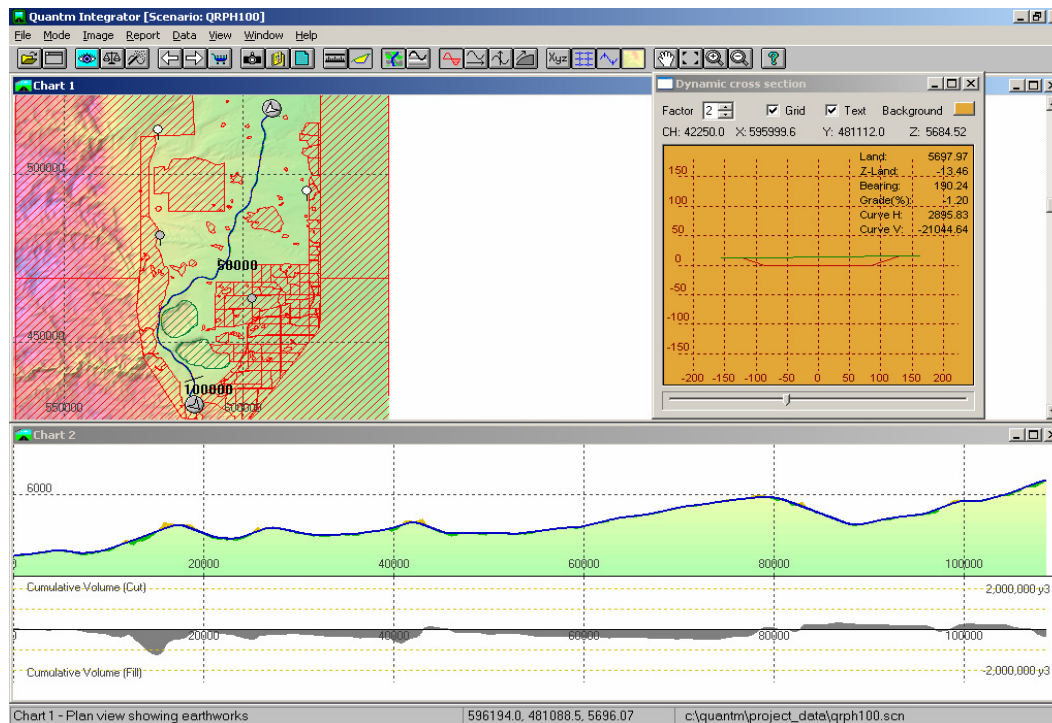 Quantm Integrator [Scenario: QRPH100]
File Mode Image Report Data View Window Help
Xyz
Chart 1
500000
50000
450000
100000
550000
600000
Dynamic cross section
Factor 2 Grid Text Background
CH: 42250.0 X: 595999.6 Y: 481112.0 Z: 5684.52
Land: 5697.97
Z-Land: -13.46
Bearing: 190.24
Grade(%): -1.20
Curve H: 2895.83
Curve V: -21044.64
150
100
50
0
-50
-100
-150
-200 -150 -100 -50 0 50 100 150 200
Chart 2
6000
20000 40000 60000 80000 100000
Cumulative Volume (Cut) 2,000,000 y3
20000 40000 60000 80000 100000
Cumulative Volume (Fill) -2,000,000 y3
Chart 1 - Plan view showing earthworks 596194.0, 481088.5, 5696.07 c:\quantm\project_data\qrph100.scn